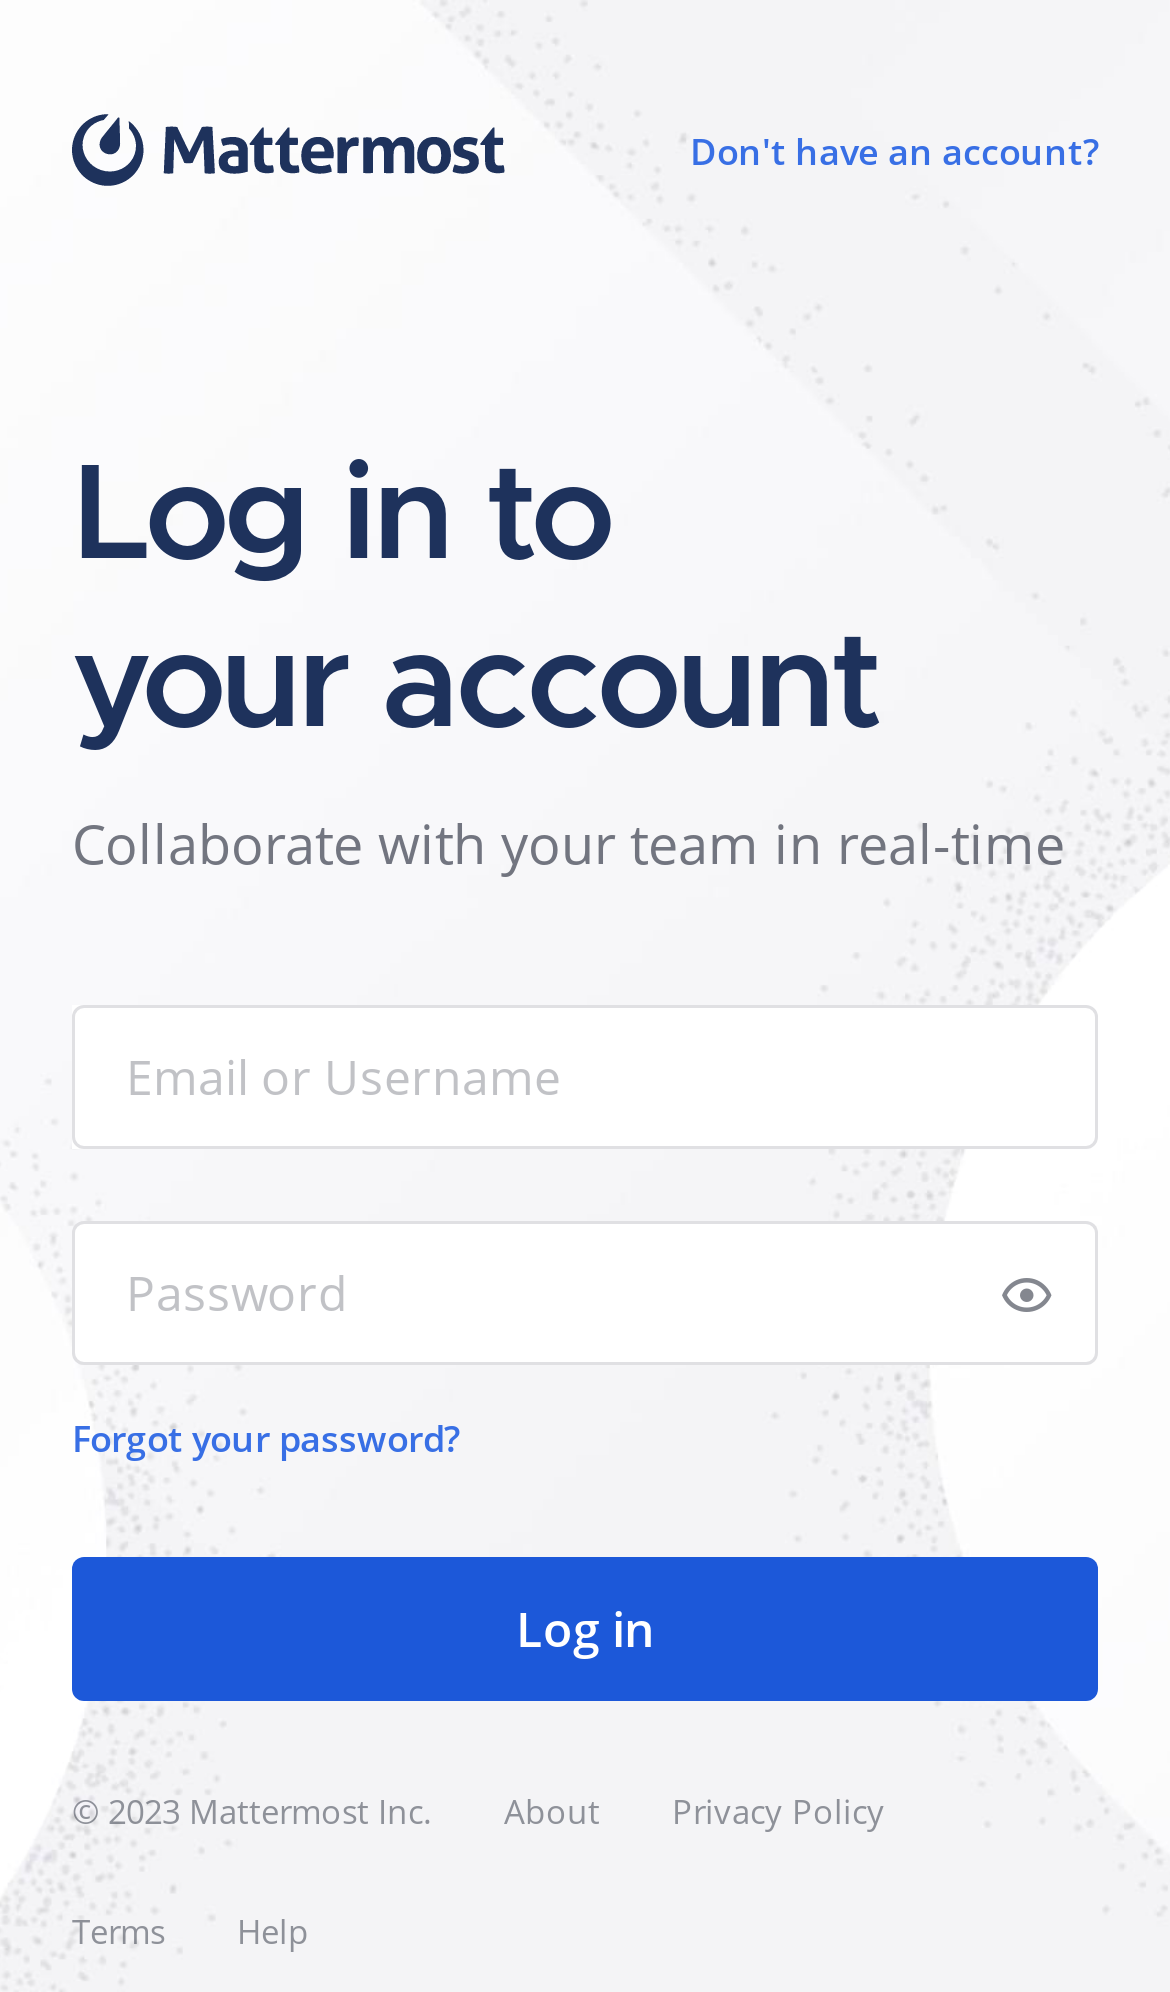 Mattermost
Don't have an account?
Log in to
your account
Collaborate with your team in real-time
Email or Username
Password
Forgot your password?
Log in
© 2023 Mattermost Inc. About Privacy Policy
Terms Help